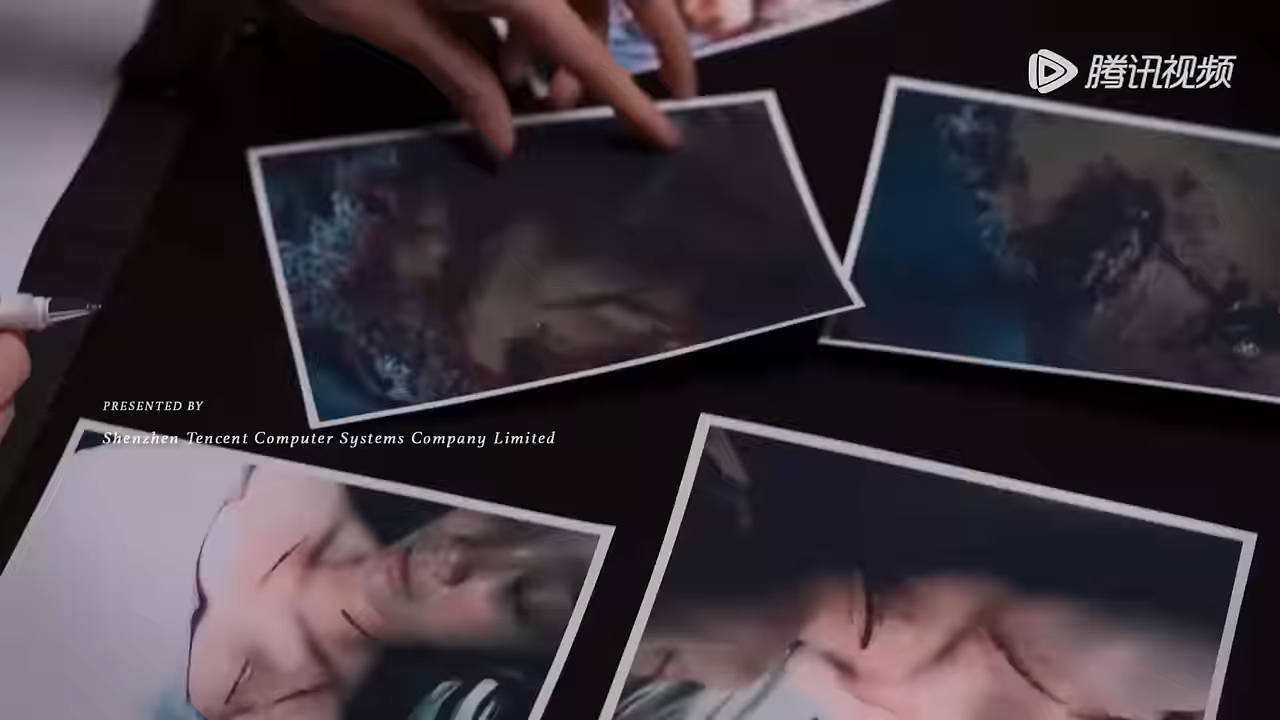 腾讯视频
PRESENTED BY
Shenzhen Tencent Computer Systems Company Limited